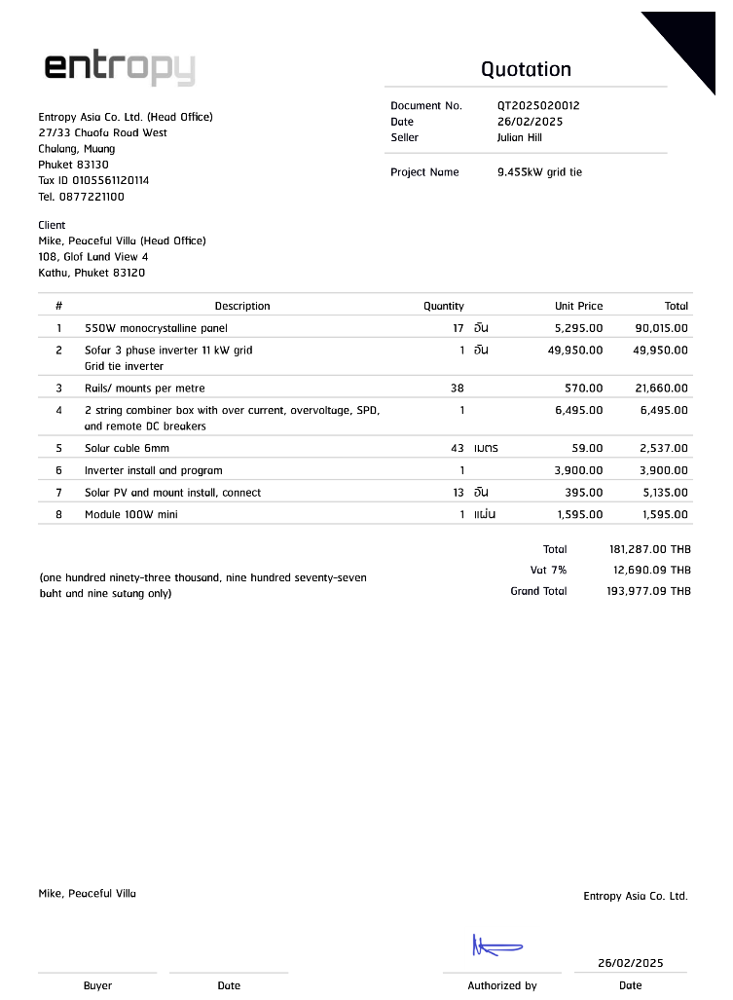 entropy
Quotation
Entropy Asia Co. Ltd. (Head Office)
27/33 Chaofa Road West
Chalang, Muang
Phuket 83130
Tax ID 0105561120114
Tel. 0877221100
Document No. QT2025020012
Date 26/02/2025
Seller Julian Hill
Project Name 9.455kW grid tie
Client
Mike, Peaceful Villa (Head Office)
108, Glof Land View 4
Kathu, Phuket 83120
# Description Quantity Unit Price Total
1 550W monocrystalline panel 17 อัน 5,295.00 90,015.00
2 Sofar 3 phase inverter 11 kW grid 1 อัน 49,950.00 49,950.00
Grid tie inverter
3 Rails/ mounts per metre 38 570.00 21,660.00
4 2 string combiner box with over current, overvoltage, SPD, 1 6,495.00 6,495.00
and remote DC breakers
5 Solar cable 6mm 43 เมตร 59.00 2,537.00
6 Inverter install and program 1 3,900.00 3,900.00
7 Solar PV and mount install, connect 13 อัน 395.00 5,135.00
8 Module 100W mini 1 แผ่น 1,595.00 1,595.00
Total 181,287.00 THB
Vat 7% 12,690.09 THB
Grand Total 193,977.09 THB
(one hundred ninety-three thousand, nine hundred seventy-seven
baht and nine satang only)
Mike, Peaceful Villa
Entropy Asia Co. Ltd.
26/02/2025
Buyer Date Authorized by Date